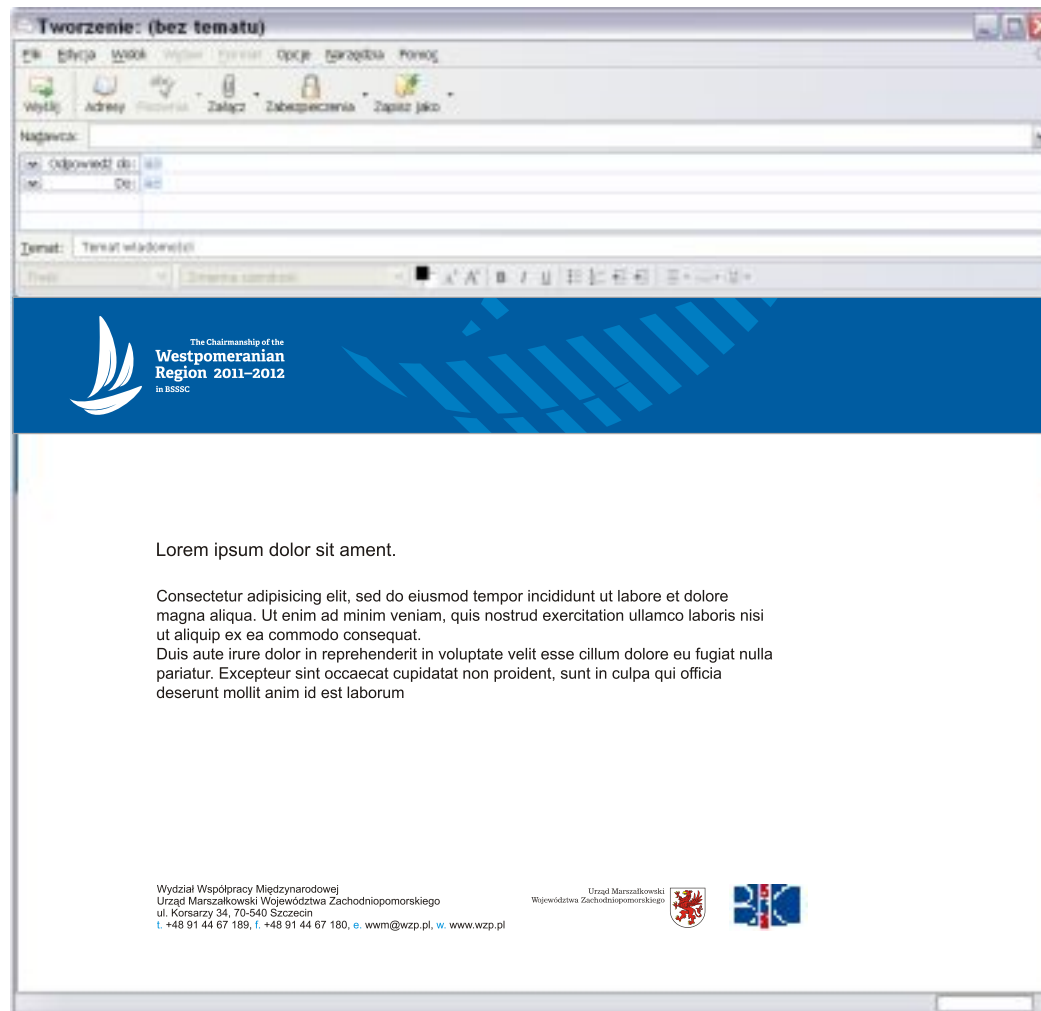 Tworzenie: (bez tematu)
Plik Edycja Widok Wstaw Format Opcje Narzędzia Pomoc
Wyślij Adresy Pisownia Załącz Zabezpieczenia Zapisz jako
Nadawca:
Odpowiedź do:
Do:
Temat: Temat wiadomości
Treść Zmienna szerokość
A A B I U
The Chairmanship of the
Westpomeranian
Region 2011–2012
in BSSSC
Lorem ipsum dolor sit ament.
Consectetur adipisicing elit, sed do eiusmod tempor incididunt ut labore et dolore
magna aliqua. Ut enim ad minim veniam, quis nostrud exercitation ullamco laboris nisi
ut aliquip ex ea commodo consequat.
Duis aute irure dolor in reprehenderit in voluptate velit esse cillum dolore eu fugiat nulla
pariatur. Excepteur sint occaecat cupidatat non proident, sunt in culpa qui officia
deserunt mollit anim id est laborum
Wydział Współpracy Międzynarodowej
Urząd Marszałkowski Województwa Zachodniopomorskiego
ul. Korsarzy 34, 70-540 Szczecin
t. +48 91 44 67 189, f. +48 91 44 67 180, e. wwm@wzp.pl, w. www.wzp.pl
Urząd Marszałkowski
Województwa Zachodniopomorskiego